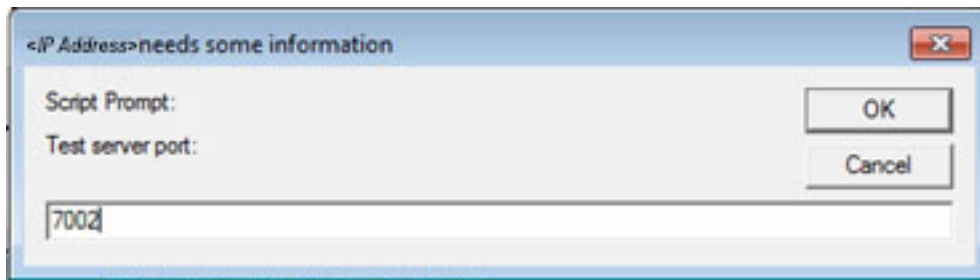 <IP Address>needs some information
Script Prompt:
OK
Test server port:
Cancel
7002